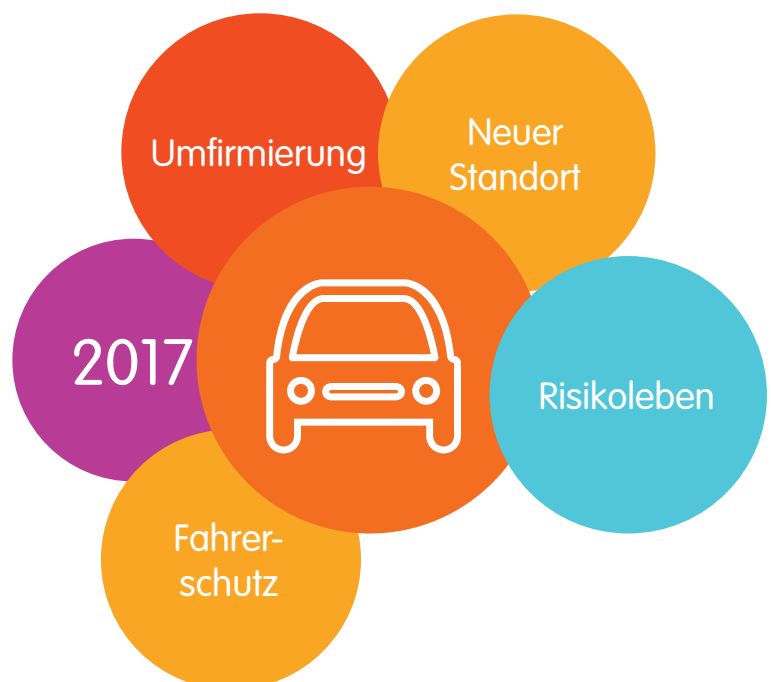 Umfirmierung
Neuer
Standort
2017
Risikoleben
Fahrer-
schutz